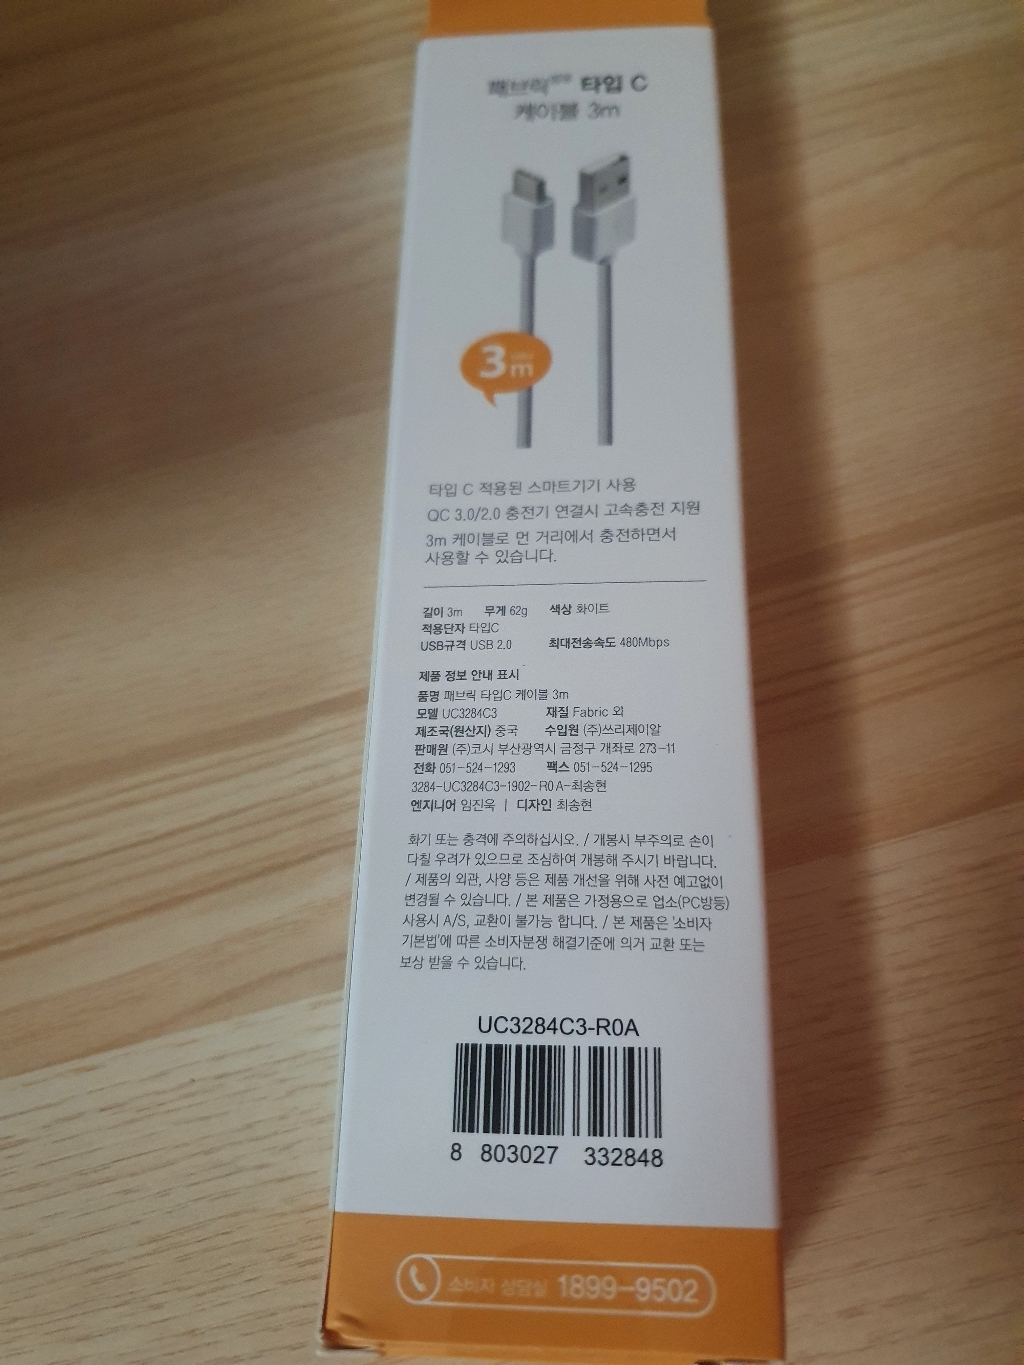 패브릭 타입 C
케이블 3m
3m
타입 C 적용된 스마트기기 사용
QC 3.0/2.0 충전기 연결시 고속충전 지원
3m 케이블로 먼 거리에서 충전하면서
사용할 수 있습니다.
길이 3m 무게 62g 색상 화이트
적용단자 타입C
USB규격 USB 2.0 최대전송속도 480Mbps
제품 정보 안내 표시
품명 패브릭 타입C 케이블 3m
모델 UC3284C3 재질 Fabric 외
제조국(원산지) 중국 수입원 (주)쓰리제이알
판매원 (주)코시 부산광역시 금정구 개좌로 273-11
전화 051-524-1293 팩스 051-524-1295
3284-UC3284C3-1902-R0A-최송현
엔지니어 임진욱 | 디자인 최송현
화기 또는 충격에 주의하십시오. / 개봉시 부주의로 손이
다칠 우려가 있으므로 조심하여 개봉해 주시기 바랍니다.
/ 제품의 외관, 사양 등은 제품 개선을 위해 사전 예고없이
변경될 수 있습니다. / 본 제품은 가정용으로 업소(PC방등)
사용시 A/S, 교환이 불가능 합니다. / 본 제품은 '소비자
기본법'에 따른 소비자분쟁 해결기준에 의거 교환 또는
보상 받을 수 있습니다.
UC3284C3-R0A
8 803027 332848
소비자 상담실 1899-9502